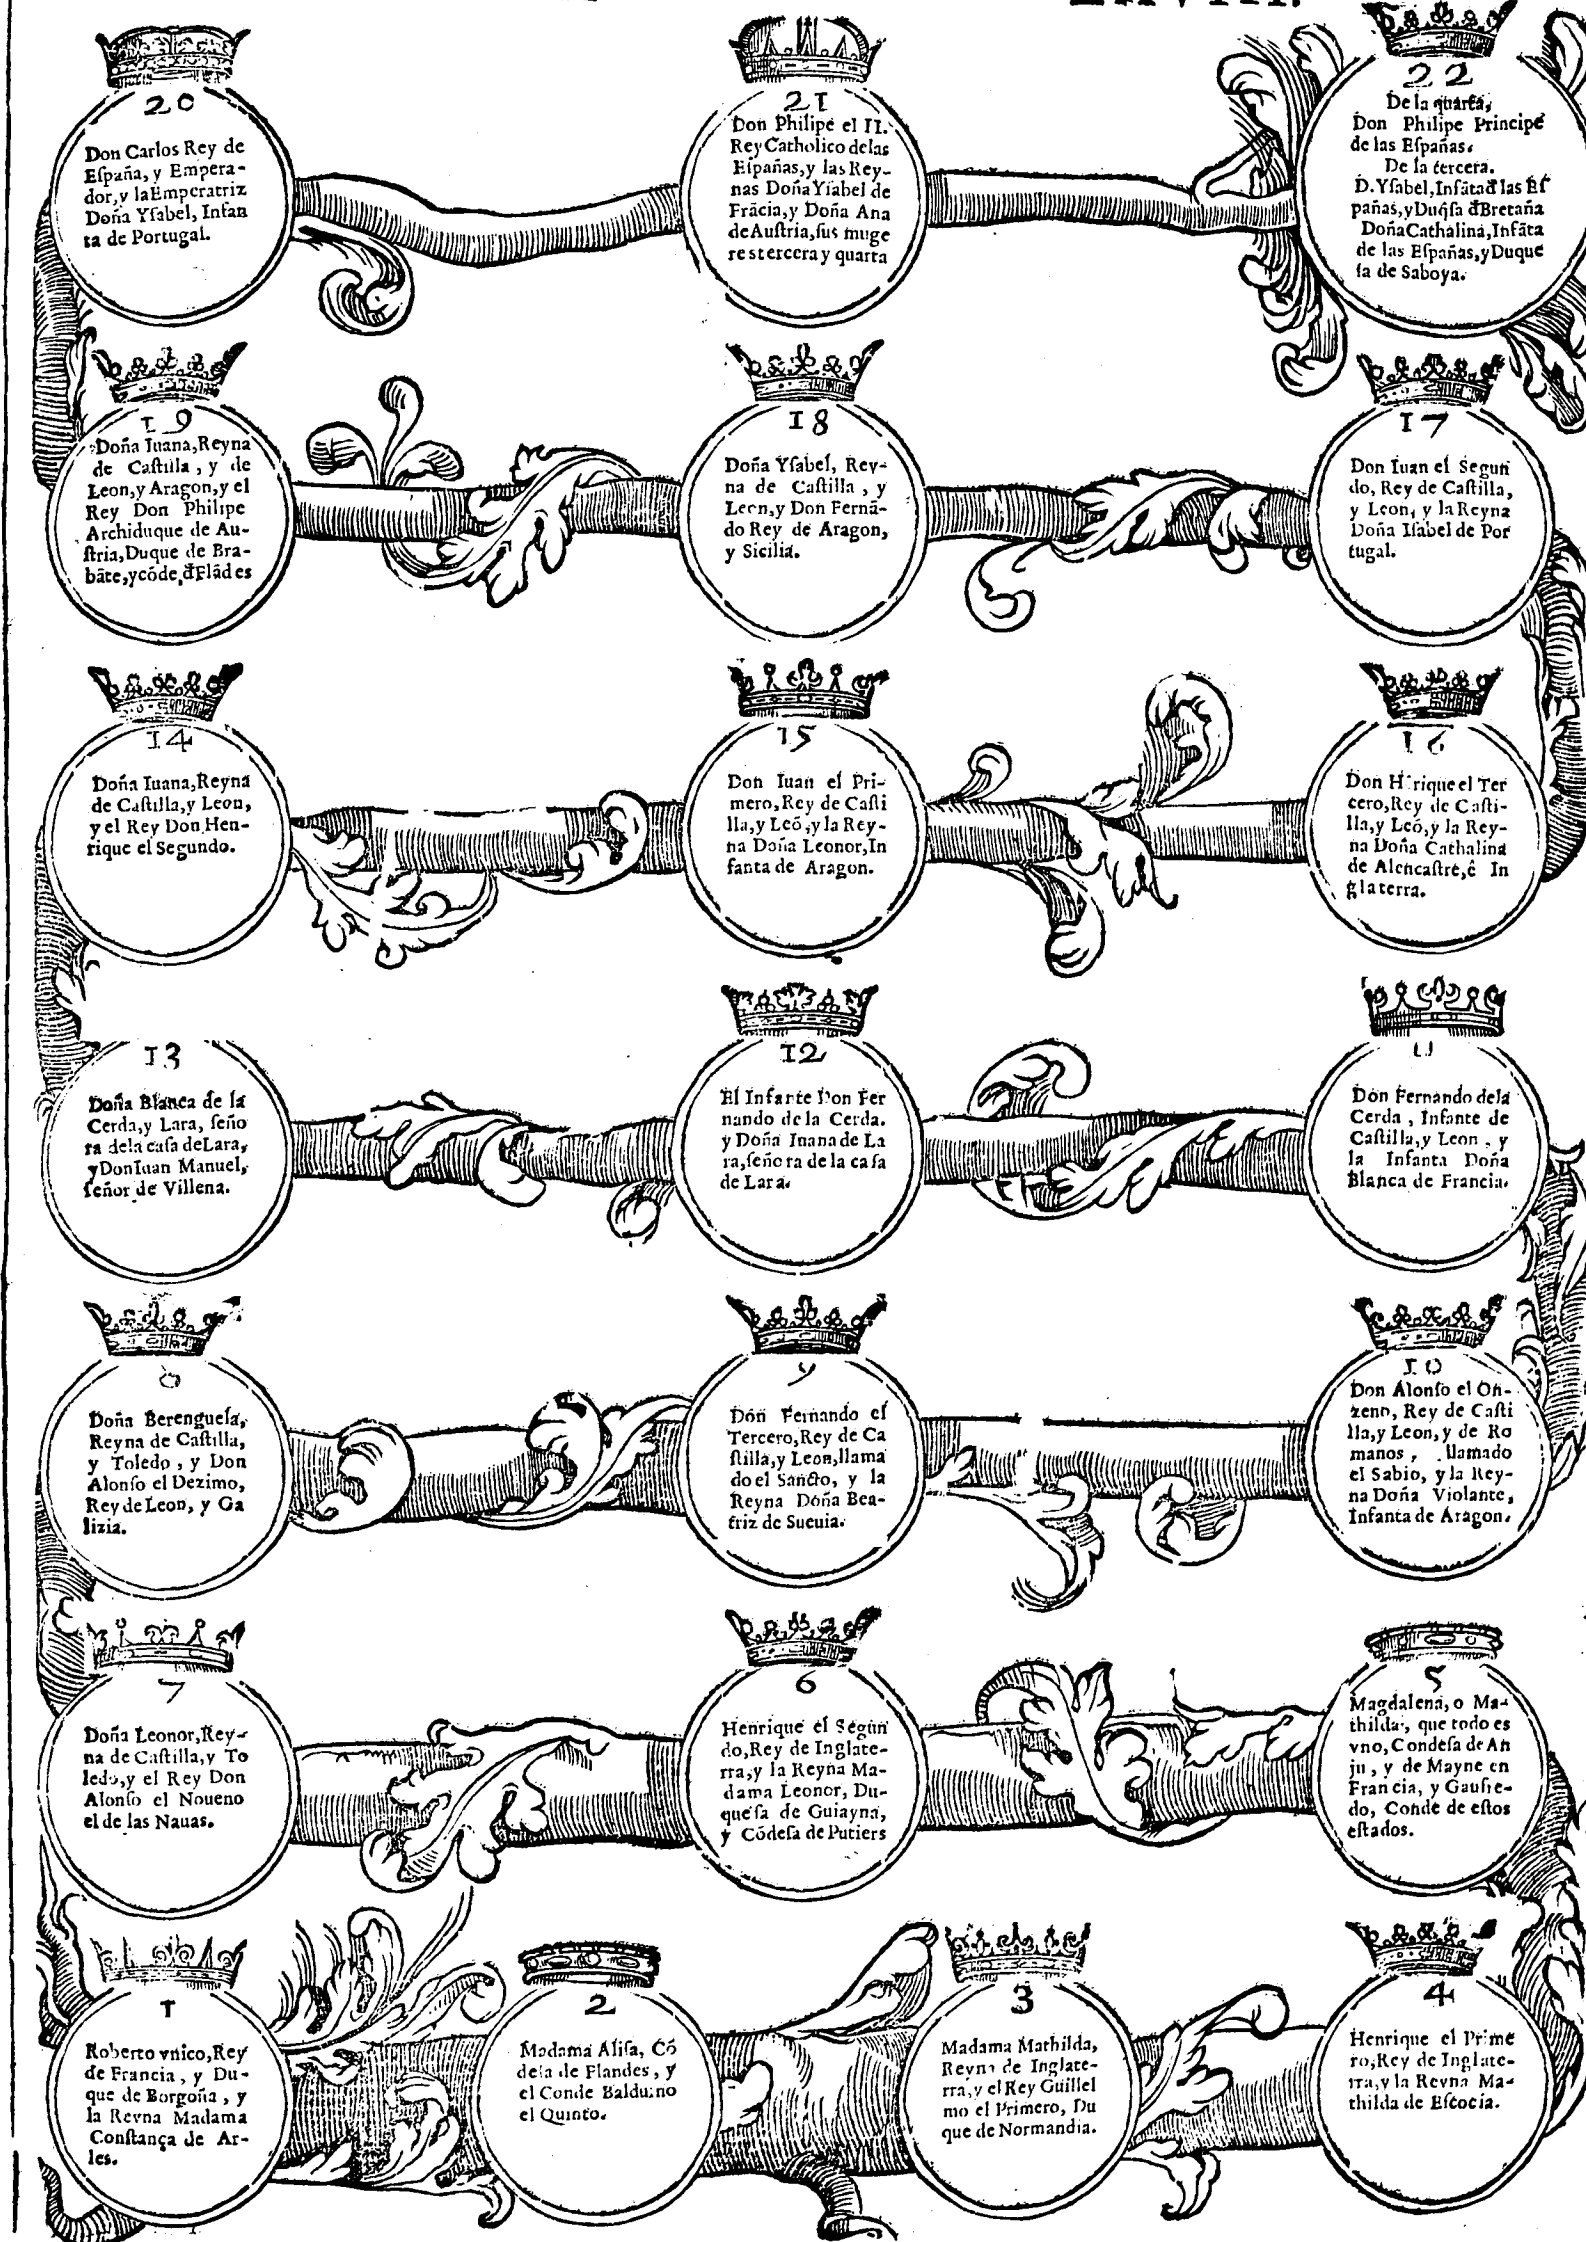 20
Don Carlos Rey de
Eſpaña, y Empera-
dor, y la Emperatriz
Doña Yſabel, Infan
ta de Portugal.
21
Don Philipe el II.
Rey Catholico de las
Eſpañas, y las Rey-
nas Doña Yſabel de
Frãcia, y Doña Ana
de Auſtria, ſus muge
res tercera y quarta
22
De la quarta,
Don Philipe Principe
de las Eſpañas.
De la tercera.
D. Yſabel, Infãta đ las Eſ
pañas, y Duq̃ſa đ Bretaña
Doña Cathalina, Infãta
de las Eſpañas, y Duque
ſa de Saboya.
19
Doña Iuana, Reyna
de Caſtilla, y de
Leon, y Aragon, y el
Rey Don Philipe
Archiduque de Au-
ſtria, Duque de Bra-
bãte, y cõde, đ Flãdes
18
Doña Yſabel, Rey-
na de Caſtilla, y
Leon, y Don Fernã-
do Rey de Aragon,
y Sicilia.
17
Don Iuan el Segun
do, Rey de Caſtilla,
y Leon, y la Reyna
Doña Iſabel de Por
tugal.
14
Doña Iuana, Reyna
de Caſtilla, y Leon,
y el Rey Don Hen-
rique el Segundo.
15
Don Iuan el Pri-
mero, Rey de Caſti
lla, y Leõ, y la Rey-
na Doña Leonor, In
fanta de Aragon.
16
Don H rique el Ter
cero, Rey de Caſti-
lla, y Leõ, y la Rey-
na Doña Cathalina
de Alencaſtre, ẽ In
glaterra.
13
Doña Blanca de la
Cerda, y Lara, ſeño
ra de la caſa de Lara,
y Don Iuan Manuel,
ſeñor de Villena.
12
El Infante Don Fer
nando de la Cerda.
y Doña Iuana de La
ra, ſeñora de la caſa
de Lara.
11
Don Fernando de la
Cerda, Infante de
Caſtilla, y Leon, y
la Infanta Doña
Blanca de Francia.
8
Doña Berenguela,
Reyna de Caſtilla,
y Toledo, y Don
Alonſo el Dezimo,
Rey de Leon, y Ga
lizia.
9
Don Fernando el
Tercero, Rey de Ca
ſtilla, y Leon, llama
do el Sancto, y la
Reyna Doña Bea-
triz de Sueuia.
10
Don Alonſo el On-
zeno, Rey de Caſti
lla, y Leon, y de Ro
manos, llamado
el Sabio, y la Rey-
na Doña Violante,
Infanta de Aragon.
7
Doña Leonor, Rey-
na de Caſtilla, y To
ledo, y el Rey Don
Alonſo el Noueno
el de las Nauas.
6
Henrique el Segun
do, Rey de Inglate-
rra, y la Reyna Ma-
dama Leonor, Du-
queſa de Guiayna,
y Cõdeſa de Putiers
5
Magdalena, o Ma-
thilda, que todo es
vno, Condeſa de An
ju, y de Mayne en
Francia, y Gaufre-
do, Conde de eſtos
eſtados.
1
Roberto vnico, Rey
de Francia, y Du-
que de Borgoña, y
la Reyna Madama
Conſtança de Ar-
les.
2
Madama Aliſa, Cõ
deſa de Flandes, y
el Conde Balduino
el Quinto.
3
Madama Mathilda,
Reyna de Inglate-
rra, y el Rey Guillel
mo el Primero, Du
que de Normandia.
4
Henrique el Prime
ro, Rey de Inglate-
rra, y la Reyna Ma-
thilda de Eſcocia.